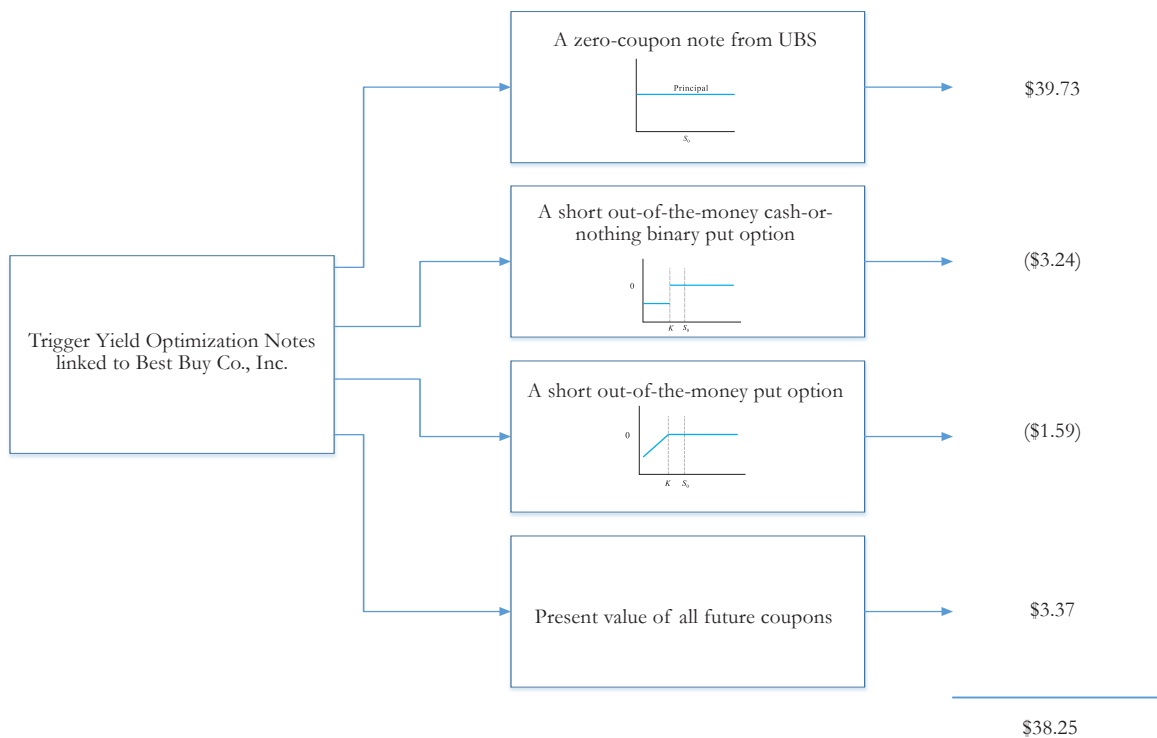 A zero-coupon note from UBS
Principal
S₀
$39.73
A short out-of-the-money cash-or-
nothing binary put option
0
K S₀
($3.24)
Trigger Yield Optimization Notes
linked to Best Buy Co., Inc.
A short out-of-the-money put option
0
K S₀
($1.59)
Present value of all future coupons
$3.37
$38.25